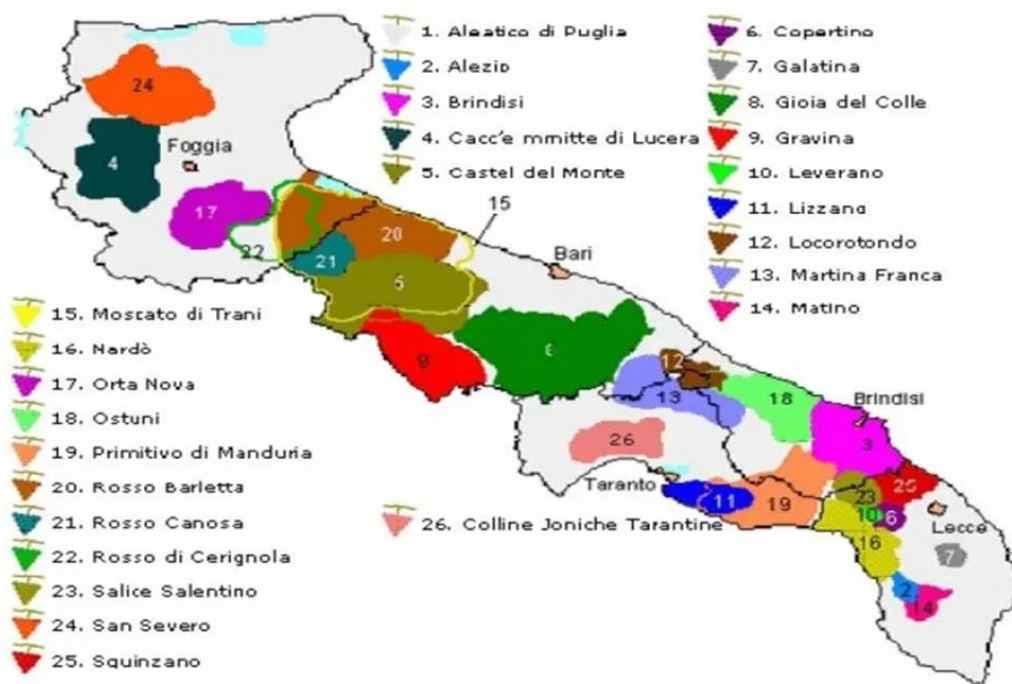 1. Aleatico di Puglia
2. Alezio
3. Brindisi
4. Cacc'e mmitte di Lucera
5. Castel del Monte
6. Copertino
7. Galatina
8. Gioia del Colle
9. Gravina
10. Leverano
11. Lizzano
12. Locorotondo
13. Martina Franca
14. Matino
15. Moscato di Trani
16. Nardò
17. Orta Nova
18. Ostuni
19. Primitivo di Manduria
20. Rosso Barletta
21. Rosso Canosa
22. Rosso di Cerignola
23. Salice Salentino
24. San Severo
25. Squinzano
26. Colline Joniche Tarantine
24
Foggia
4
17
22
20
15
21
5
Bari
9
12
13
18
Brindisi
3
26
Taranto
11
19
23
25
10
6
Lecce
16
7
2
14